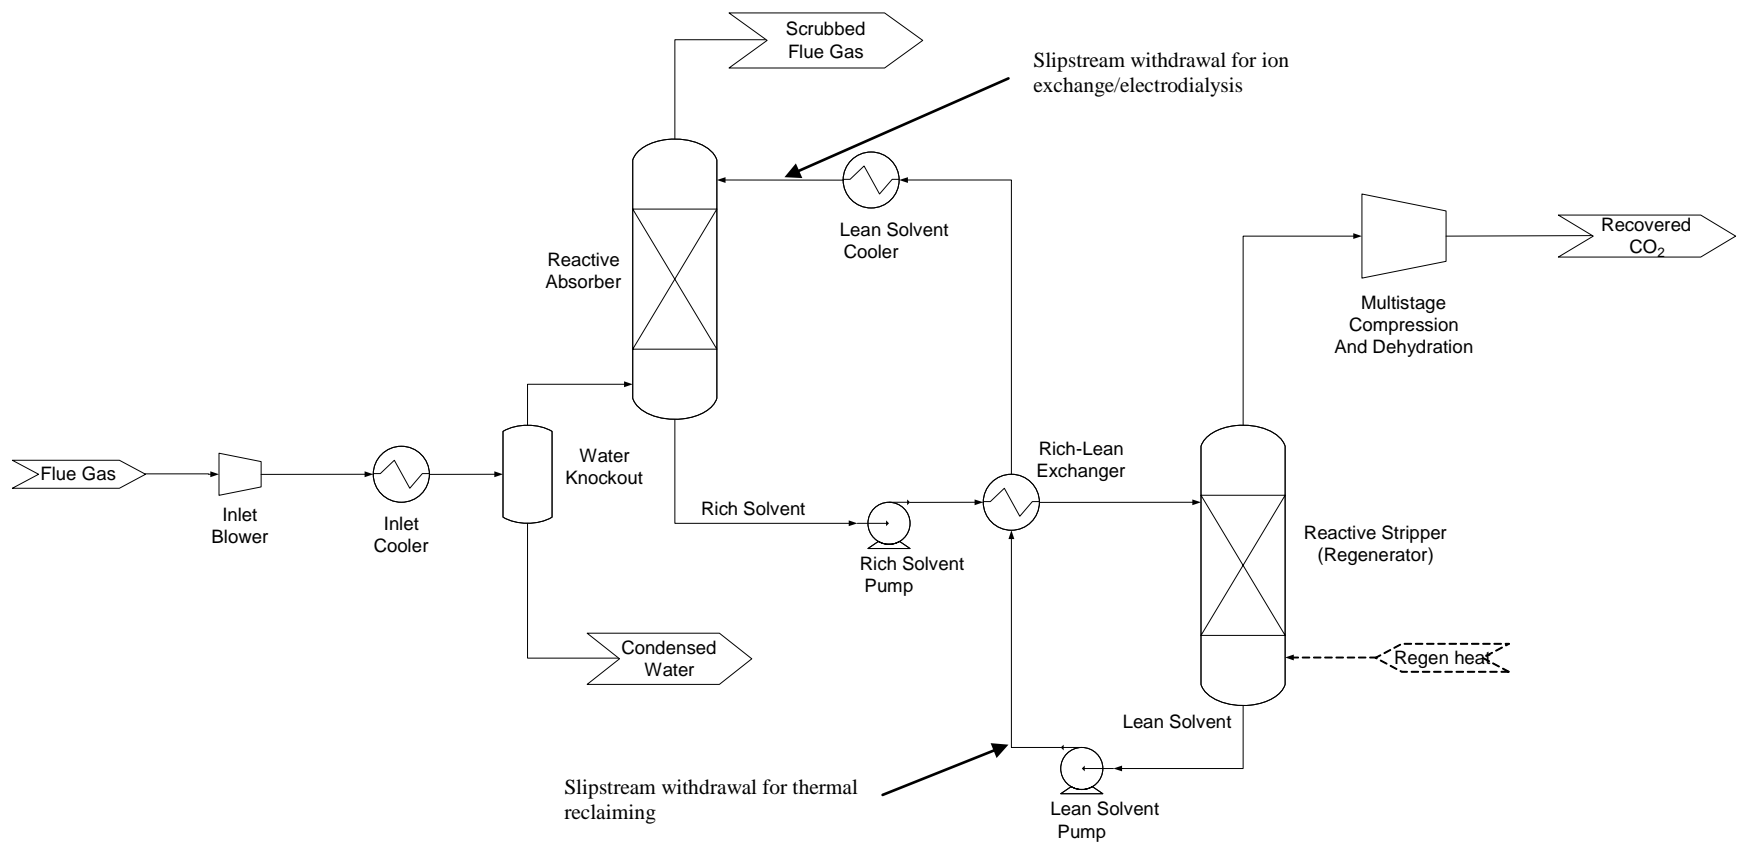 Scrubbed
Flue Gas
Slipstream withdrawal for ion
exchange/electrodialysis
Lean Solvent
Cooler
Reactive
Absorber
Recovered
CO₂
Multistage
Compression
And Dehydration
Flue Gas
Inlet
Blower
Inlet
Cooler
Water
Knockout
Rich Solvent
Rich Solvent
Pump
Rich-Lean
Exchanger
Reactive Stripper
(Regenerator)
Condensed
Water
Regen heat
Lean Solvent
Slipstream withdrawal for thermal
reclaiming
Lean Solvent
Pump